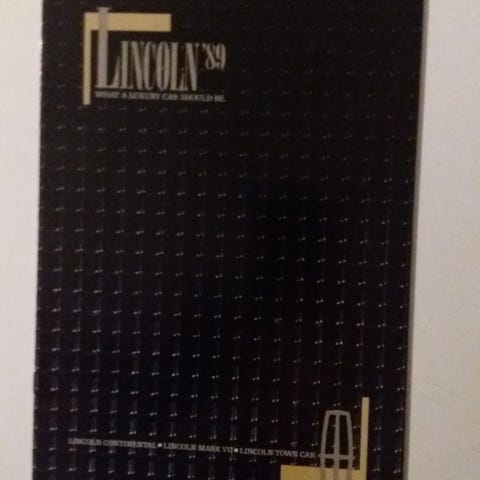 LINCOLN '89
WHAT A LUXURY CAR SHOULD BE.
LINCOLN CONTINENTAL • LINCOLN MARK VII • LINCOLN TOWN CAR